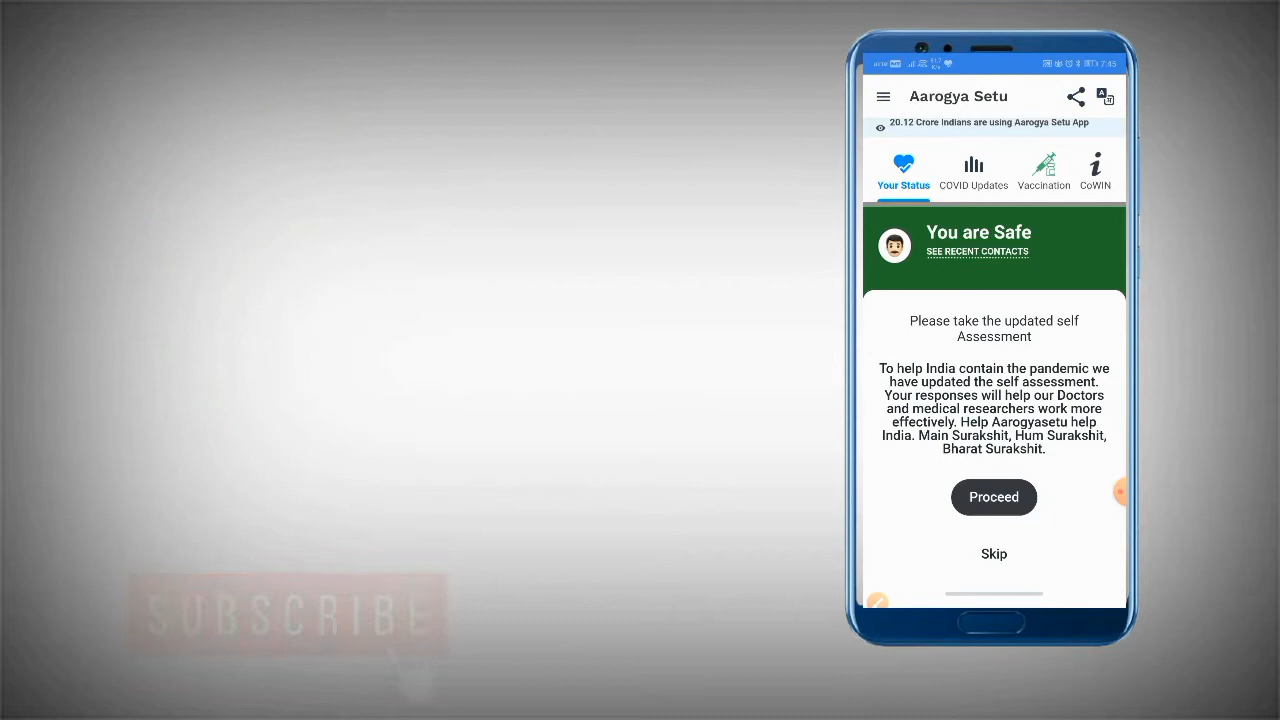 airtel
7:45
Aarogya Setu
20.12 Crore Indians are using Aarogya Setu App
Your Status
COVID Updates
Vaccination
CoWIN
You are Safe
SEE RECENT CONTACTS
Please take the updated self
Assessment
To help India contain the pandemic we
have updated the self assessment.
Your responses will help our Doctors
and medical researchers work more
effectively. Help Aarogyasetu help
India. Main Surakshit, Hum Surakshit,
Bharat Surakshit.
Proceed
Skip
SUBSCRIBE